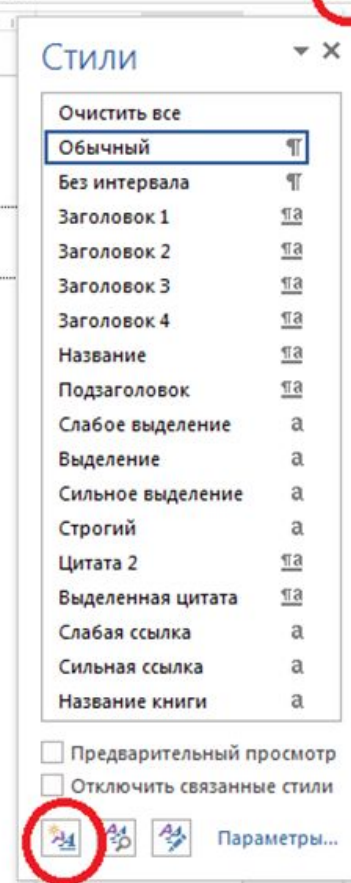 Стили
Очистить все
Обычный ¶
Без интервала ¶
Заголовок 1 ¶a
Заголовок 2 ¶a
Заголовок 3 ¶a
Заголовок 4 ¶a
Название ¶a
Подзаголовок ¶a
Слабое выделение a
Выделение a
Сильное выделение a
Строгий a
Цитата 2 ¶a
Выделенная цитата ¶a
Слабая ссылка a
Сильная ссылка a
Название книги a
Предварительный просмотр
Отключить связанные стили
Параметры...